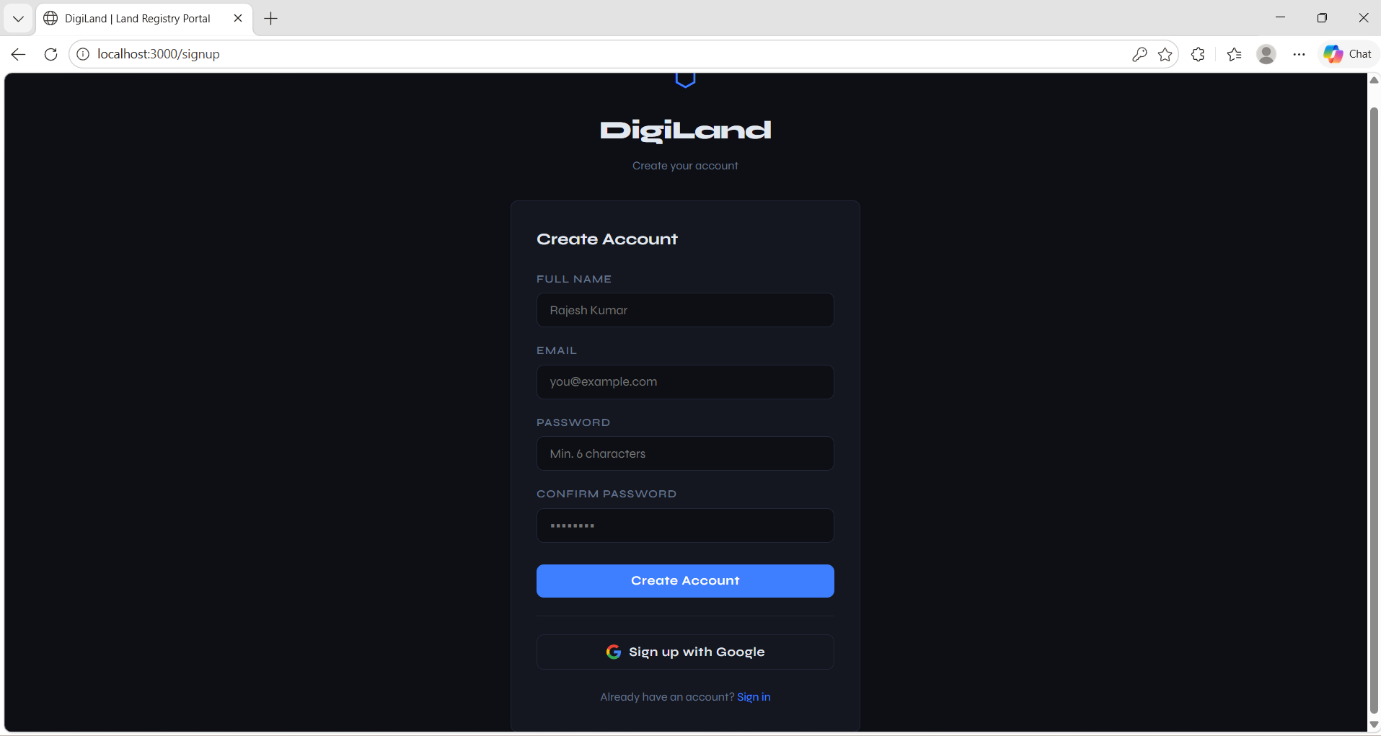 DigiLand | Land Registry Portal
localhost:3000/signup
Chat
DigiLand
Create your account
Create Account
FULL NAME
Rajesh Kumar
EMAIL
you@example.com
PASSWORD
Min. 6 characters
CONFIRM PASSWORD
••••••••
Create Account
Sign up with Google
Already have an account? Sign in